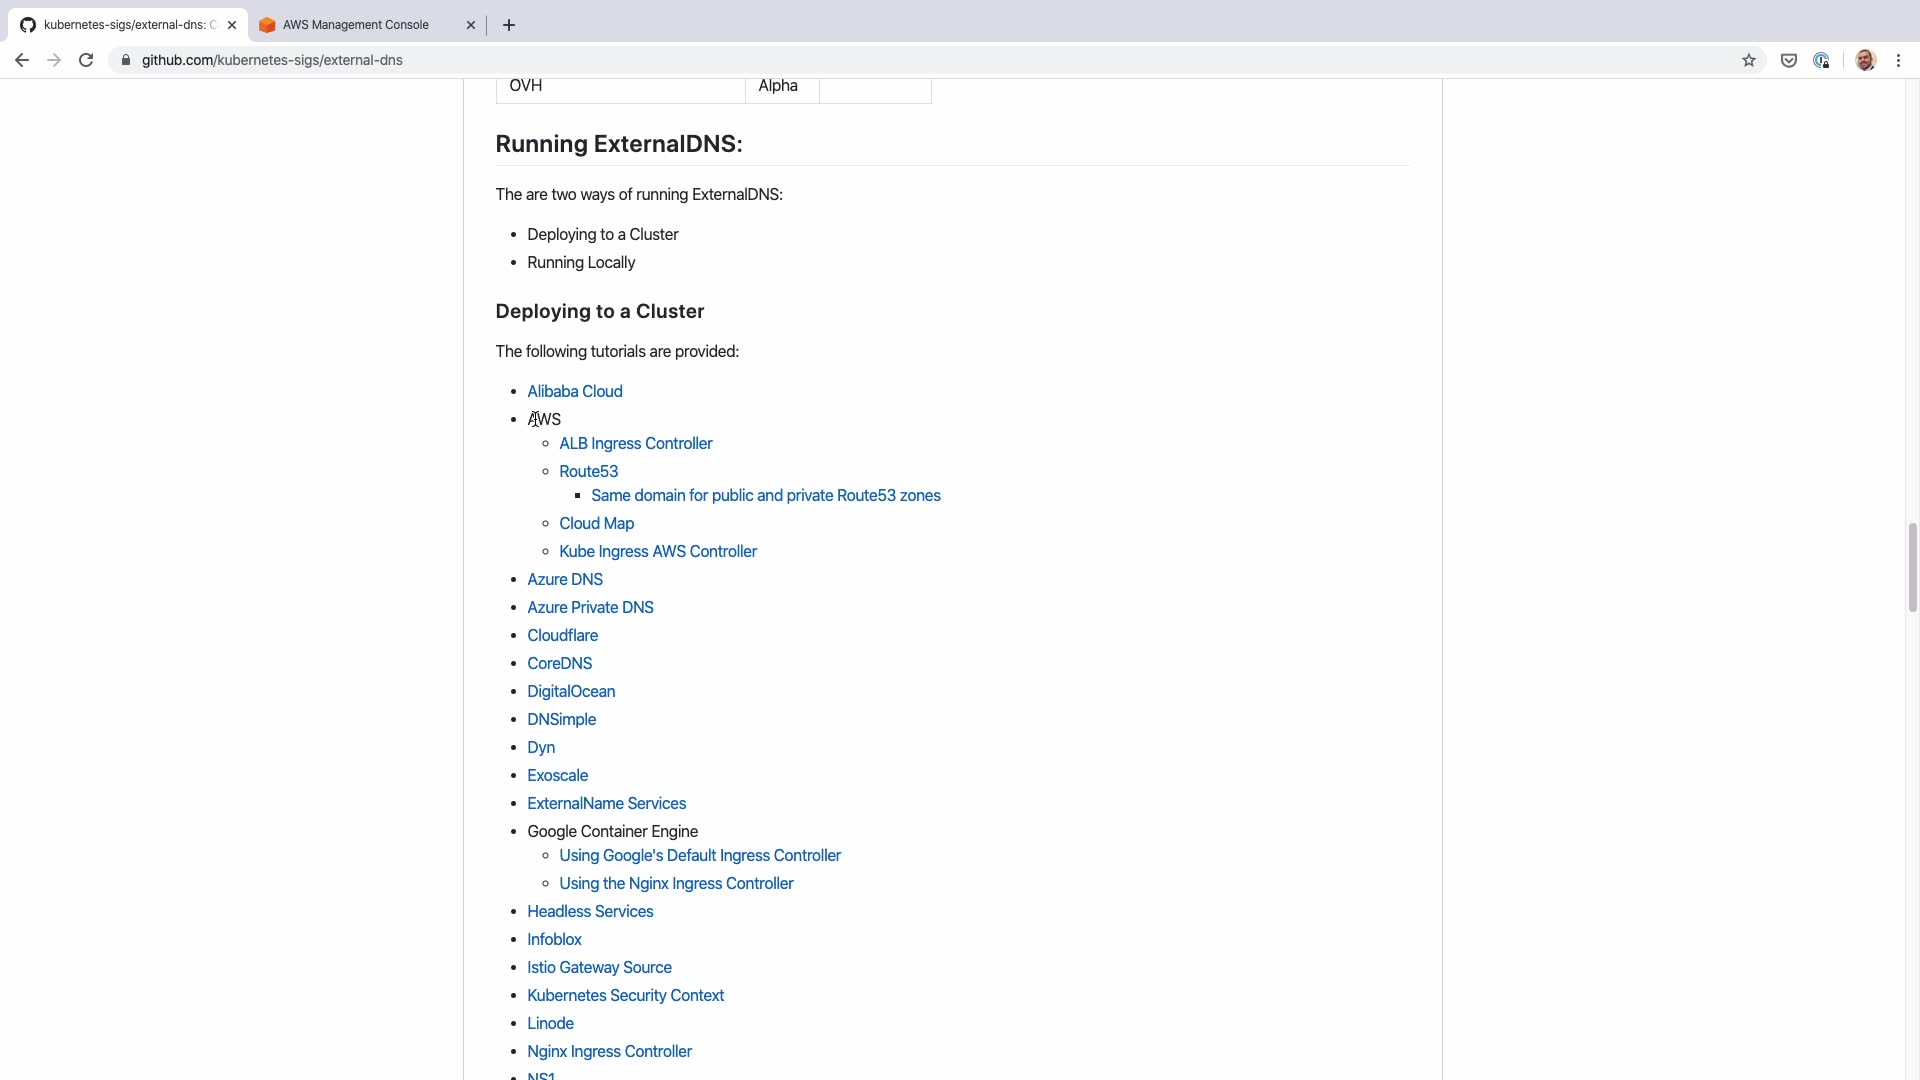 kubernetes-sigs/external-dns: C
AWS Management Console
github.com/kubernetes-sigs/external-dns
OVH Alpha
Running ExternalDNS:
The are two ways of running ExternalDNS:
Deploying to a Cluster
Running Locally
Deploying to a Cluster
The following tutorials are provided:
Alibaba Cloud
AWS
ALB Ingress Controller
Route53
Same domain for public and private Route53 zones
Cloud Map
Kube Ingress AWS Controller
Azure DNS
Azure Private DNS
Cloudflare
CoreDNS
DigitalOcean
DNSimple
Dyn
Exoscale
ExternalName Services
Google Container Engine
Using Google's Default Ingress Controller
Using the Nginx Ingress Controller
Headless Services
Infoblox
Istio Gateway Source
Kubernetes Security Context
Linode
Nginx Ingress Controller
NS1